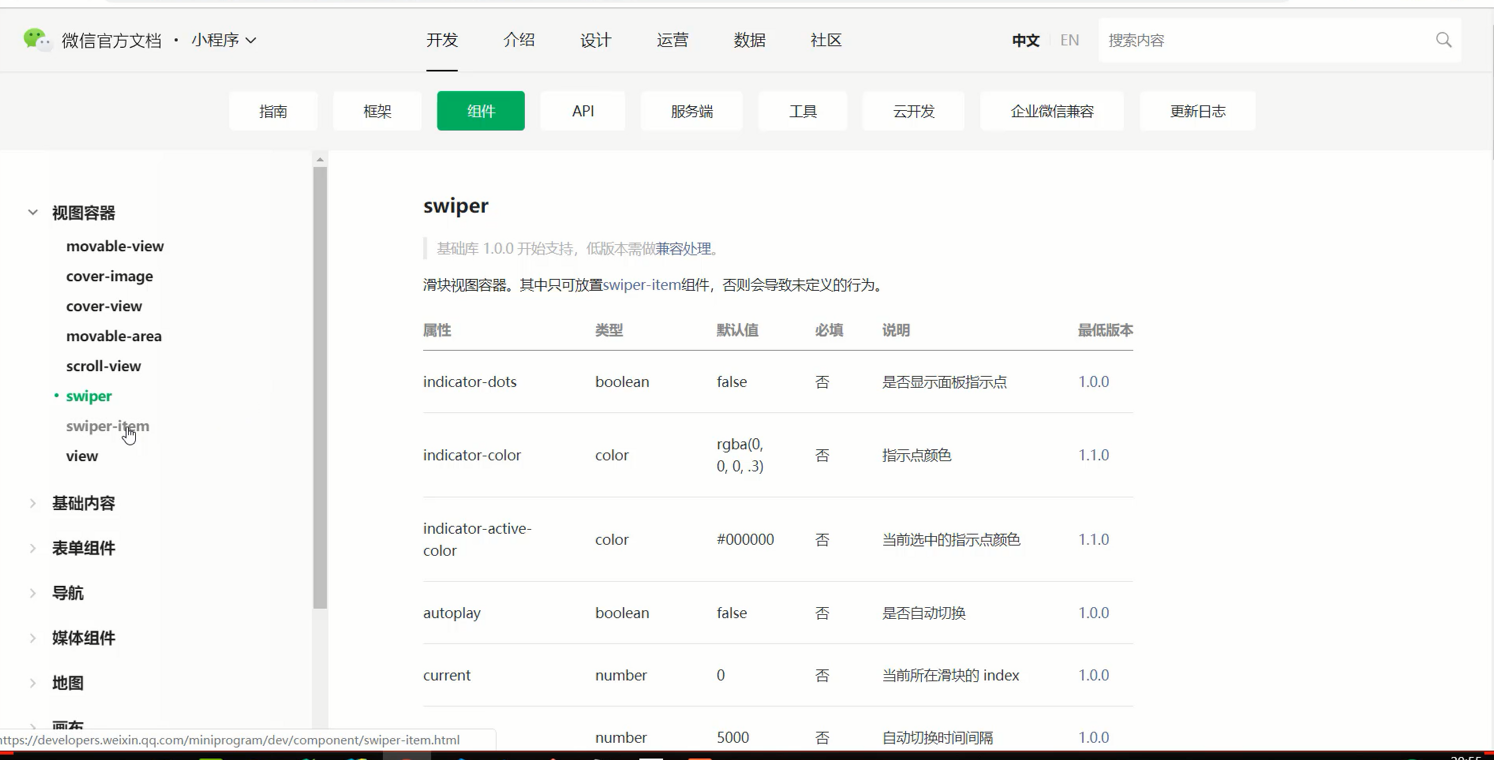 微信官方文档 · 小程序 开发 介绍 设计 运营 数据 社区 中文 EN 搜索内容
指南 框架 组件 API 服务端 工具 云开发 企业微信兼容 更新日志
视图容器
movable-view
cover-image
cover-view
movable-area
scroll-view
• swiper
swiper-item
view
基础内容
表单组件
导航
媒体组件
地图
画布
swiper
基础库 1.0.0 开始支持，低版本需做兼容处理。
滑块视图容器。其中只可放置swiper-item组件，否则会导致未定义的行为。
属性 类型 默认值 必填 说明 最低版本
indicator-dots boolean false 否 是否显示面板指示点 1.0.0
indicator-color color rgba(0, 否 指示点颜色 1.1.0
0, 0, .3)
indicator-active- color #000000 否 当前选中的指示点颜色 1.1.0
color
autoplay boolean false 否 是否自动切换 1.0.0
current number 0 否 当前所在滑块的 index 1.0.0
number 5000 否 自动切换时间间隔 1.0.0
https://developers.weixin.qq.com/miniprogram/dev/component/swiper-item.html